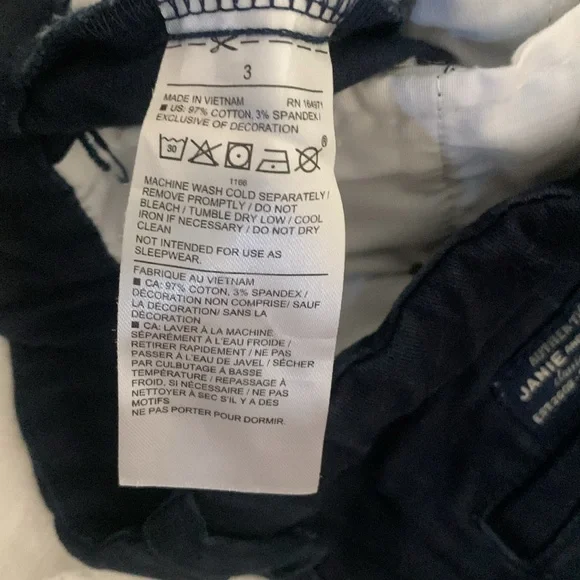 3
MADE IN VIETNAM RN 164971
■ US: 97% COTTON, 3% SPANDEX /
EXCLUSIVE OF DECORATION
30
1166
MACHINE WASH COLD SEPARATELY /
REMOVE PROMPTLY / DO NOT
BLEACH / TUMBLE DRY LOW / COOL
IRON IF NECESSARY / DO NOT DRY
CLEAN
NOT INTENDED FOR USE AS
SLEEPWEAR.
FABRIQUE AU VIETNAM
■ CA: 97% COTON, 3% SPANDEX /
DÉCORATION NON COMPRISE/ SAUF
LA DÉCORATION/ SANS LA
DÉCORATION
■ CA: LAVER À LA MACHINE
SÉPARÉMENT À L'EAU FROIDE /
RETIRER RAPIDEMENT / NE PAS
PASSER À L'EAU DE JAVEL / SÉCHER
PAR CULBUTAGE À BASSE
TEMPÉRATURE / REPASSAGE À
FROID, SI NÉCESSAIRE / NE PAS
NETTOYER À SEC S'IL Y A DES
MOTIFS
NE PAS PORTER POUR DORMIR.
JANIE